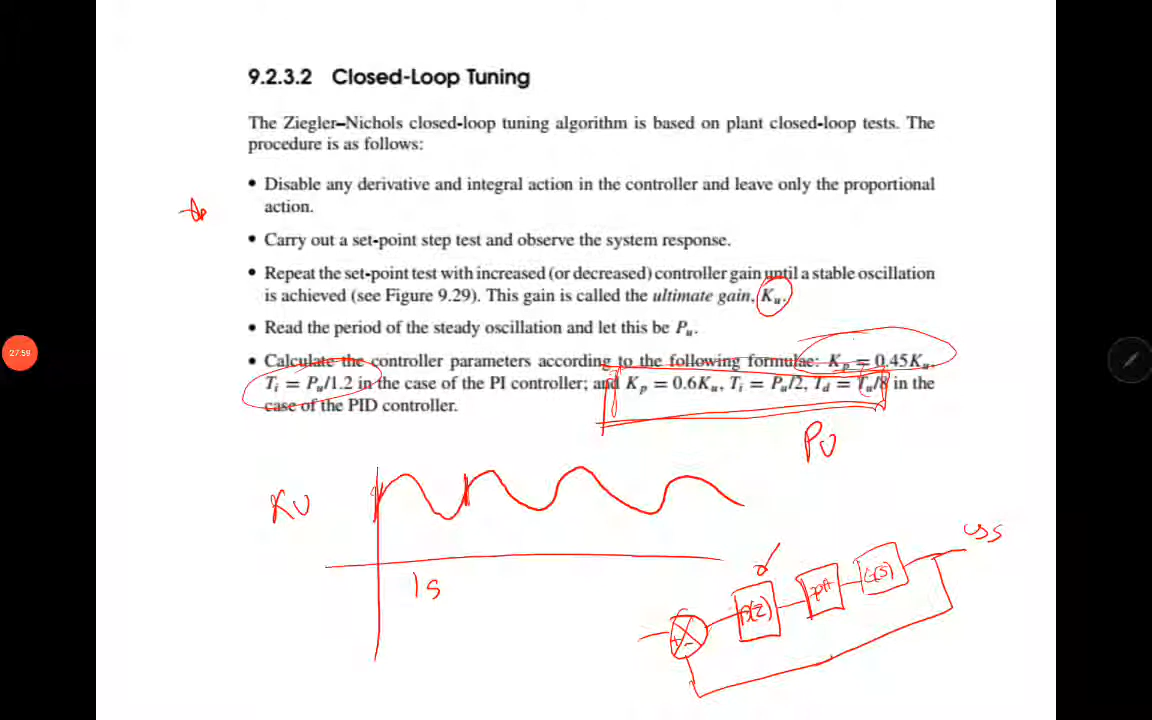 9.2.3.2 Closed-Loop Tuning
The Ziegler–Nichols closed-loop tuning algorithm is based on plant closed-loop tests. The
procedure is as follows:
• Disable any derivative and integral action in the controller and leave only the proportional
action.
• Carry out a set-point step test and observe the system response.
• Repeat the set-point test with increased (or decreased) controller gain until a stable oscillation
is achieved (see Figure 9.29). This gain is called the ultimate gain, Ku.
• Read the period of the steady oscillation and let this be Pu.
27:58
• Calculate the controller parameters according to the following formulae: Kp = 0.45Ku,
Ti = Pu/1.2 in the case of the PI controller; and Kp = 0.6Ku, Ti = Pu/2, Td = Tu/8 in the
case of the PID controller.
PU
KU
1s
D(z)
G(s)